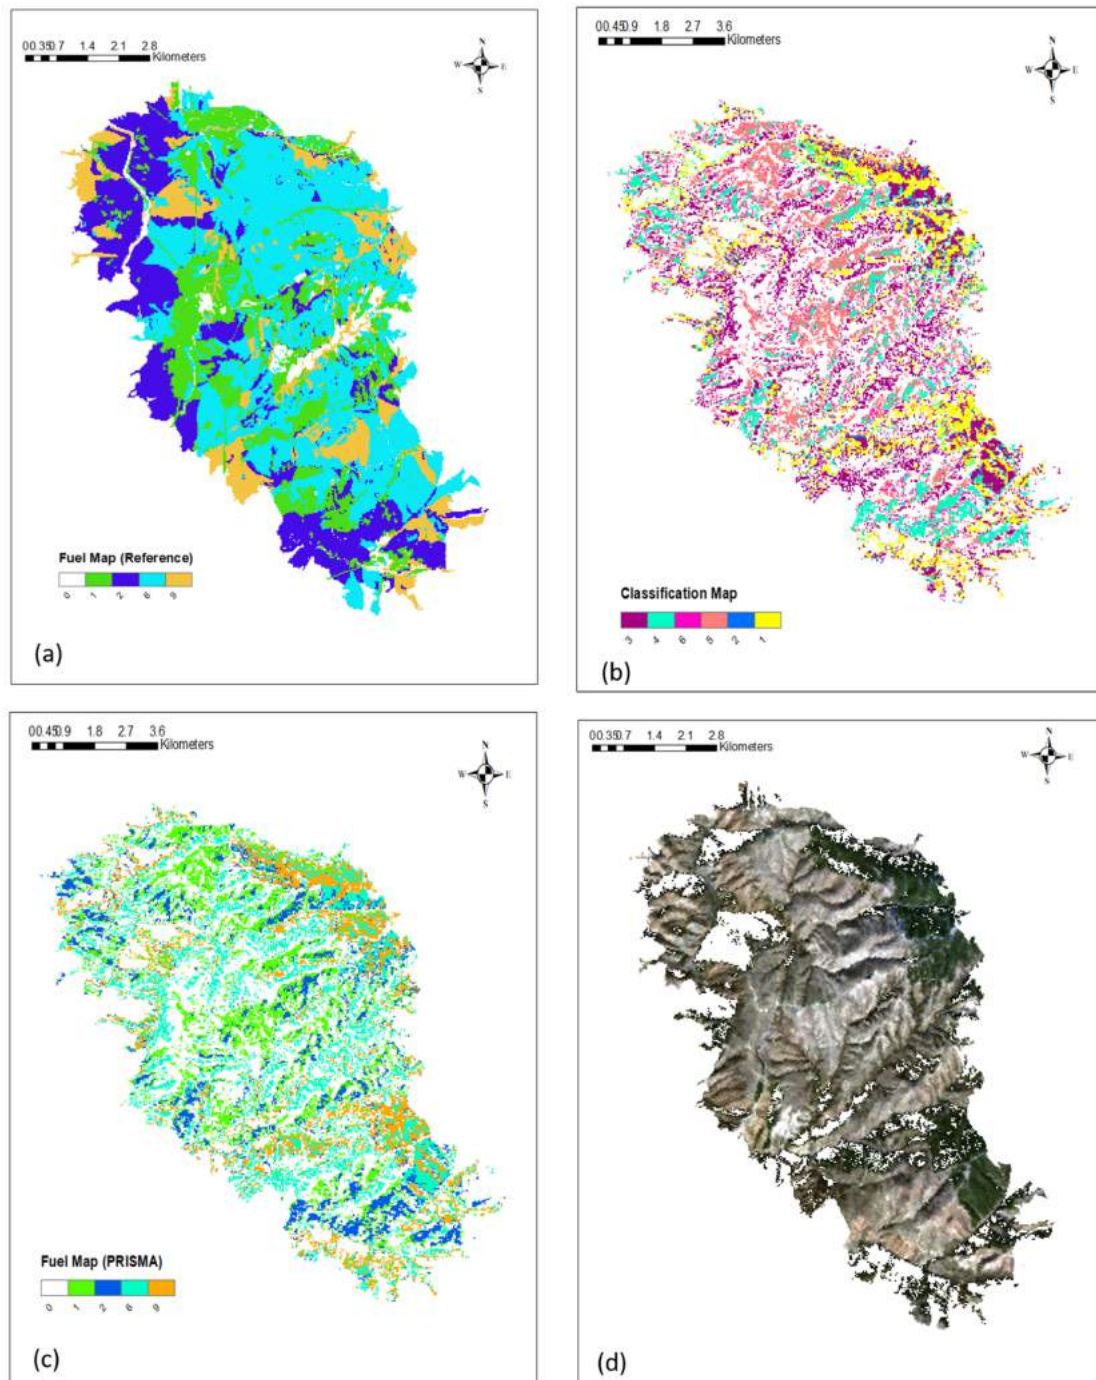 00.350.7 1.4 2.1 2.8
Kilometers
N
W E
S
Fuel Map (Reference)
0 1 2 6 9
(a)
00.450.9 1.8 2.7 3.6
Kilometers
N
W E
S
Classification Map
3 4 6 5 2 1
(b)
00.450.9 1.8 2.7 3.6
Kilometers
N
W E
S
Fuel Map (PRISMA)
0 1 2 6 9
(c)
00.350.7 1.4 2.1 2.8
Kilometers
N
W E
S
(d)